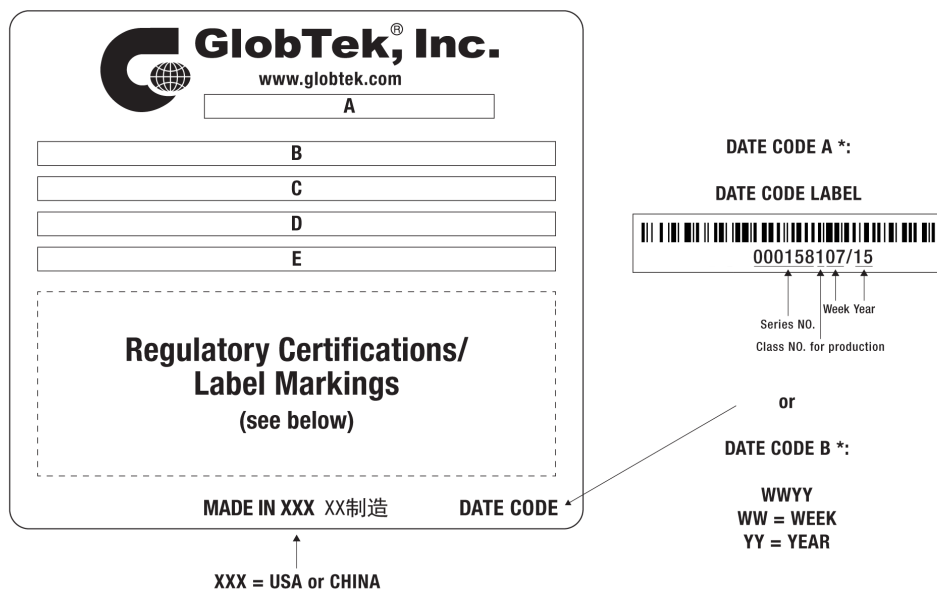 GlobTek,® Inc.
www.globtek.com
A
B
C
D
E
Regulatory Certifications/
Label Markings
(see below)
MADE IN XXX XX制造 DATE CODE
XXX = USA or CHINA
DATE CODE A *:
DATE CODE LABEL
000158107/15
Week Year
Series NO.
Class NO. for production
or
DATE CODE B *:
WWYY
WW = WEEK
YY = YEAR